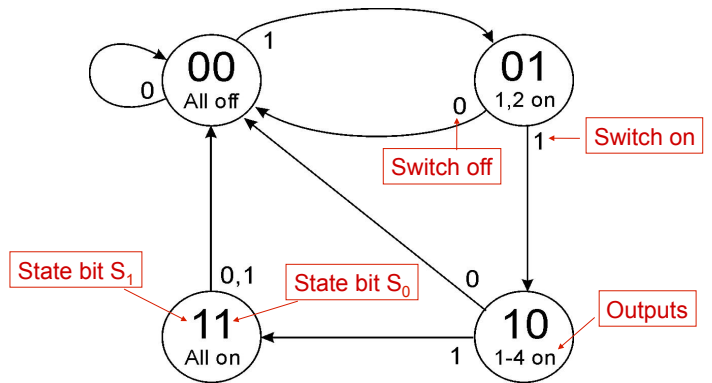 00
All off
0
1
01
1,2 on
0
Switch off
1
Switch on
State bit S₁
0,1
State bit S₀
0
11
All on
1
10
1-4 on
Outputs